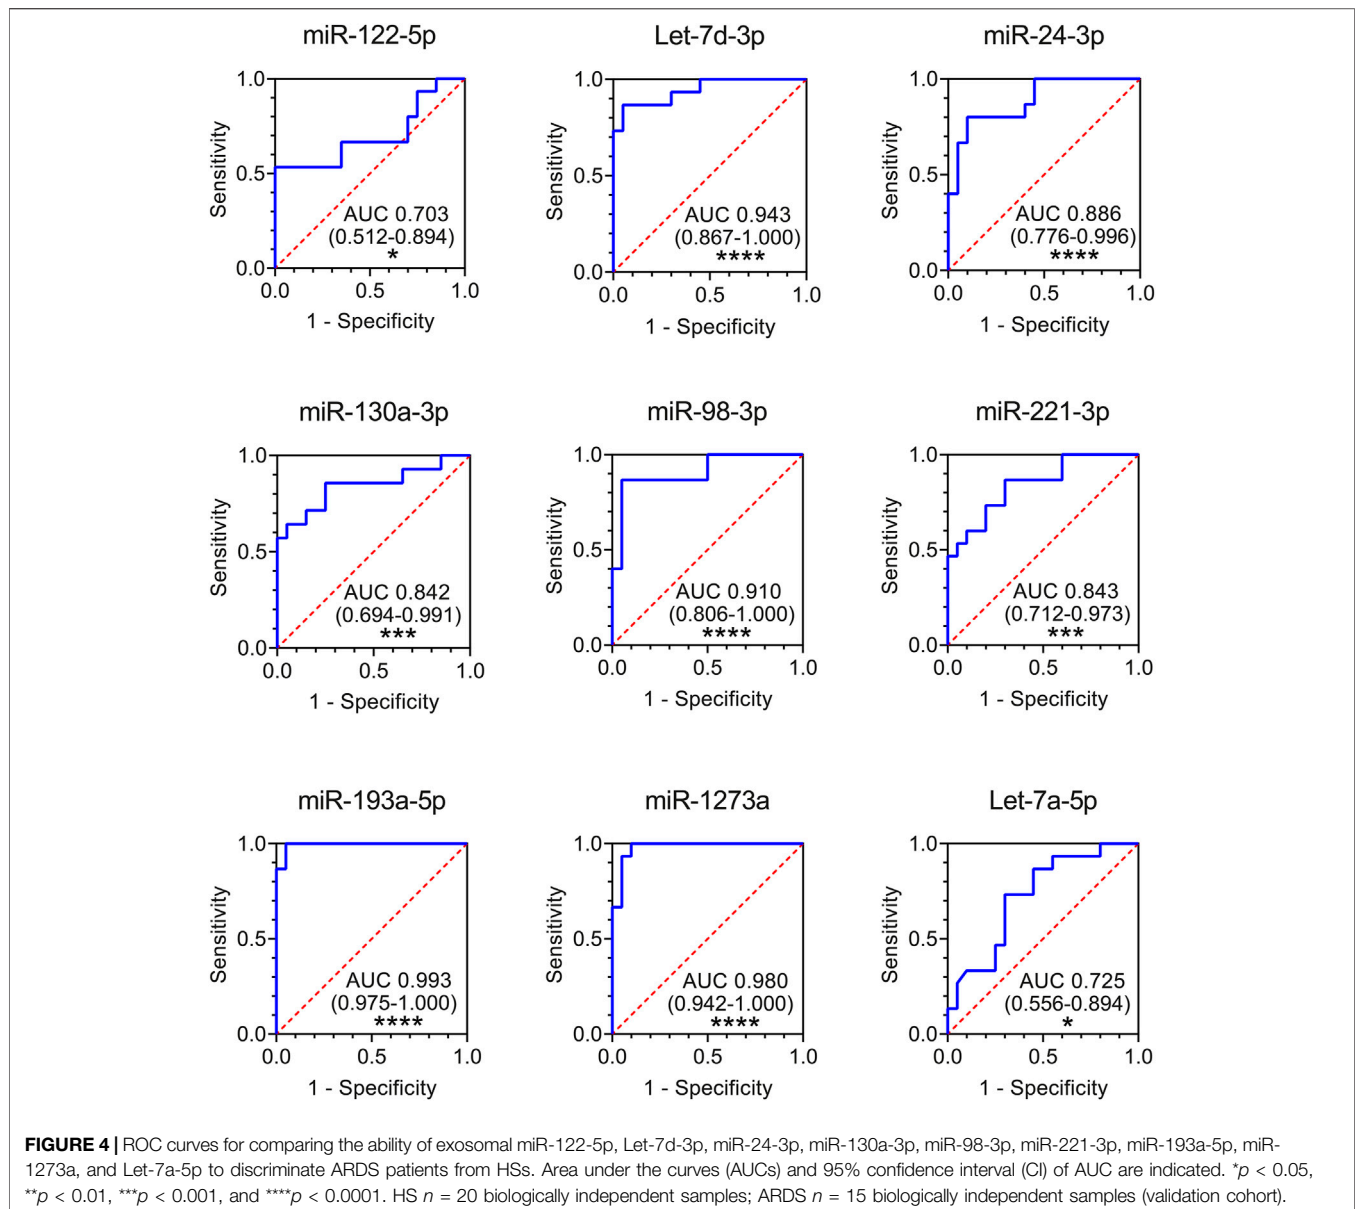 miR-122-5p
Let-7d-3p
miR-24-3p
1.0
0.5
0.0
Sensitivity
AUC 0.703
(0.512-0.894)
*
0.0 0.5 1.0
1 - Specificity
1.0
0.5
0.0
Sensitivity
AUC 0.943
(0.867-1.000)
****
0.0 0.5 1.0
1 - Specificity
1.0
0.5
0.0
Sensitivity
AUC 0.886
(0.776-0.996)
****
0.0 0.5 1.0
1 - Specificity
miR-130a-3p
miR-98-3p
miR-221-3p
1.0
0.5
0.0
Sensitivity
AUC 0.842
(0.694-0.991)
***
0.0 0.5 1.0
1 - Specificity
1.0
0.5
0.0
Sensitivity
AUC 0.910
(0.806-1.000)
****
0.0 0.5 1.0
1 - Specificity
1.0
0.5
0.0
Sensitivity
AUC 0.843
(0.712-0.973)
***
0.0 0.5 1.0
1 - Specificity
miR-193a-5p
miR-1273a
Let-7a-5p
1.0
0.5
0.0
Sensitivity
AUC 0.993
(0.975-1.000)
****
0.0 0.5 1.0
1 - Specificity
1.0
0.5
0.0
Sensitivity
AUC 0.980
(0.942-1.000)
****
0.0 0.5 1.0
1 - Specificity
1.0
0.5
0.0
Sensitivity
AUC 0.725
(0.556-0.894)
*
0.0 0.5 1.0
1 - Specificity
FIGURE 4 | ROC curves for comparing the ability of exosomal miR-122-5p, Let-7d-3p, miR-24-3p, miR-130a-3p, miR-98-3p, miR-221-3p, miR-193a-5p, miR-
1273a, and Let-7a-5p to discriminate ARDS patients from HSs. Area under the curves (AUCs) and 95% confidence interval (CI) of AUC are indicated. *p < 0.05,
**p < 0.01, ***p < 0.001, and ****p < 0.0001. HS n = 20 biologically independent samples; ARDS n = 15 biologically independent samples (validation cohort).